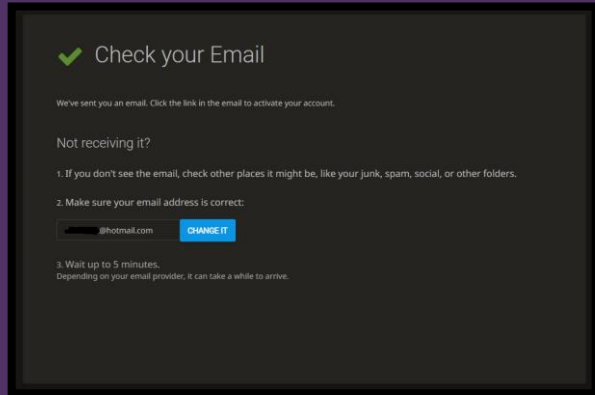 Check your Email
We've sent you an email. Click the link in the email to activate your account.
Not receiving it?
1. If you don't see the email, check other places it might be, like your junk, spam, social, or other folders.
2. Make sure your email address is correct:
@hotmail.com CHANGE IT
3. Wait up to 5 minutes.
Depending on your email provider, it can take a while to arrive.